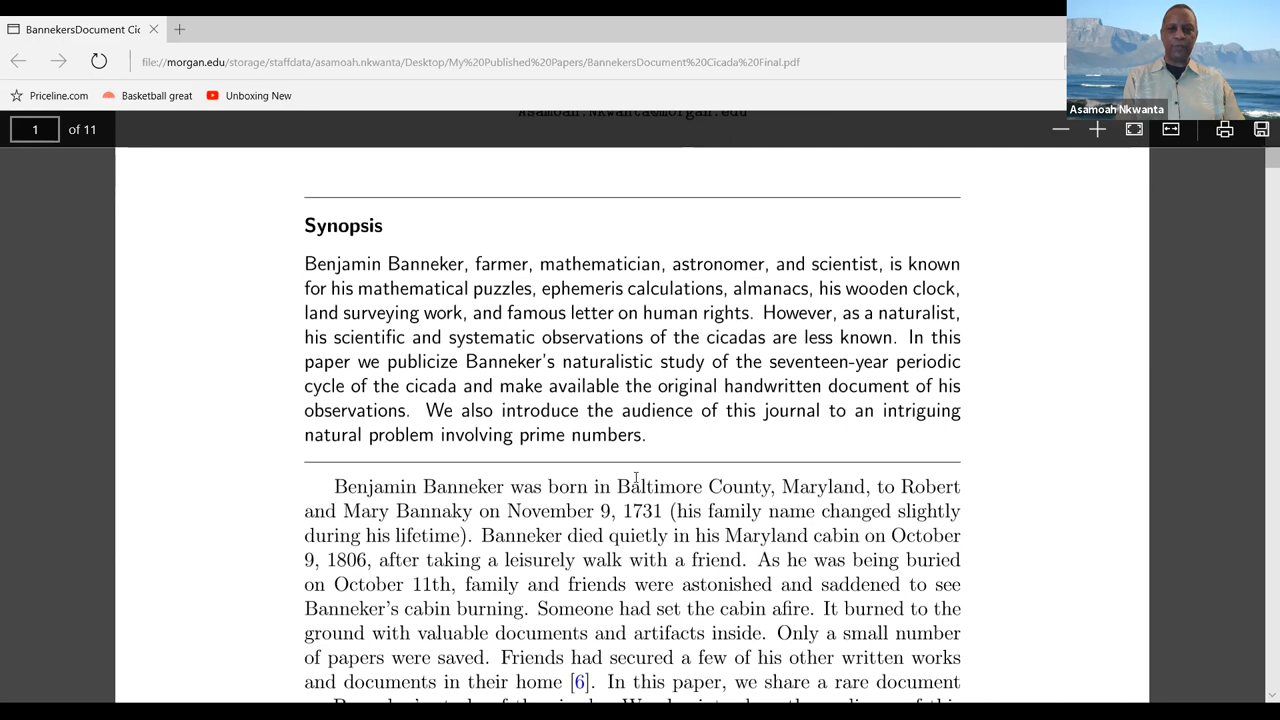 BannekersDocument Cic
file://morgan.edu/storage/staffdata/asamoah.nkwanta/Desktop/My%20Published%20Papers/BannekersDocument%20Cicada%20Final.pdf
Priceline.com Basketball great Unboxing New
Asamoah Nkwanta
Asamoah.Nkwanta@morgan.edu
1 of 11
Synopsis
Benjamin Banneker, farmer, mathematician, astronomer, and scientist, is known
for his mathematical puzzles, ephemeris calculations, almanacs, his wooden clock,
land surveying work, and famous letter on human rights. However, as a naturalist,
his scientific and systematic observations of the cicadas are less known. In this
paper we publicize Banneker's naturalistic study of the seventeen-year periodic
cycle of the cicada and make available the original handwritten document of his
observations. We also introduce the audience of this journal to an intriguing
natural problem involving prime numbers.
Benjamin Banneker was born in Baltimore County, Maryland, to Robert
and Mary Bannaky on November 9, 1731 (his family name changed slightly
during his lifetime). Banneker died quietly in his Maryland cabin on October
9, 1806, after taking a leisurely walk with a friend. As he was being buried
on October 11th, family and friends were astonished and saddened to see
Banneker's cabin burning. Someone had set the cabin afire. It burned to the
ground with valuable documents and artifacts inside. Only a small number
of papers were saved. Friends had secured a few of his other written works
and documents in their home [6]. In this paper, we share a rare document